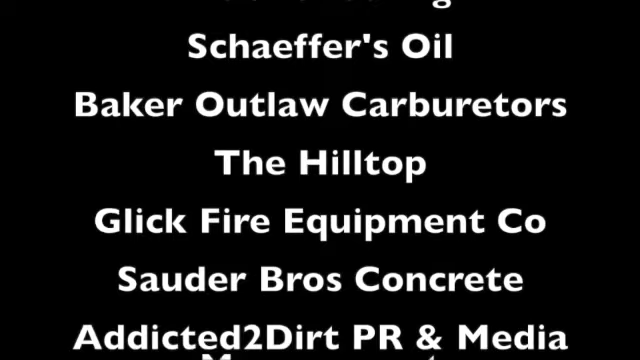 Schaeffer's Oil
Baker Outlaw Carburetors
The Hilltop
Glick Fire Equipment Co
Sauder Bros Concrete
Addicted2Dirt PR & Media